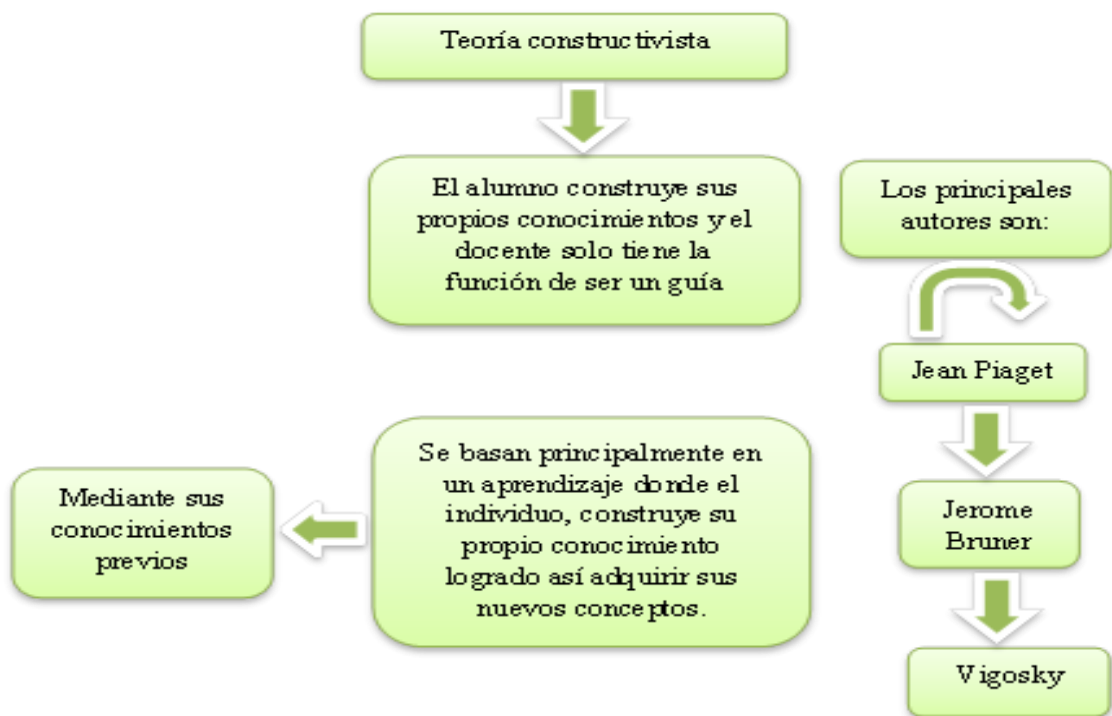 Teoría constructivista
El alumno construye sus
propios conocimientos y el
docente solo tiene la
función de ser un guía
Los principales
autores son:
Jean Piaget
Se basan principalmente en
un aprendizaje donde el
individuo, construye su
propio conocimiento
logrado así adquirir sus
nuevos conceptos.
Mediante sus
conocimientos
previos
Jerome
Bruner
Vigosky